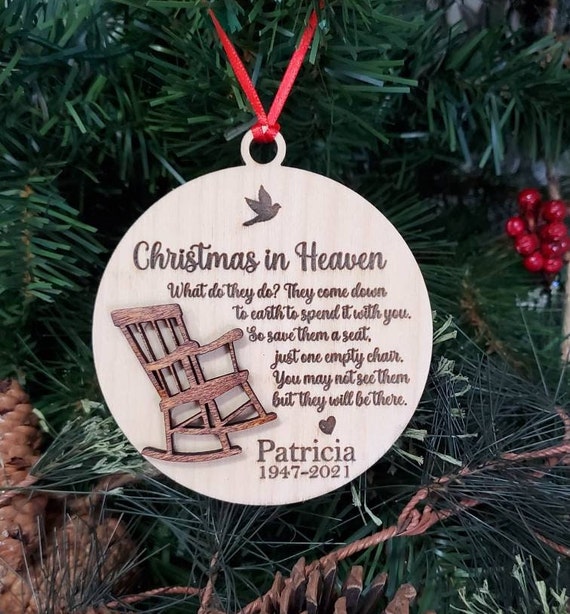 Christmas in Heaven
What do they do? They come down
to earth to spend it with you.
So save them a seat,
just one empty chair.
You may not see them
but they will be there.
Patricia
1947-2021